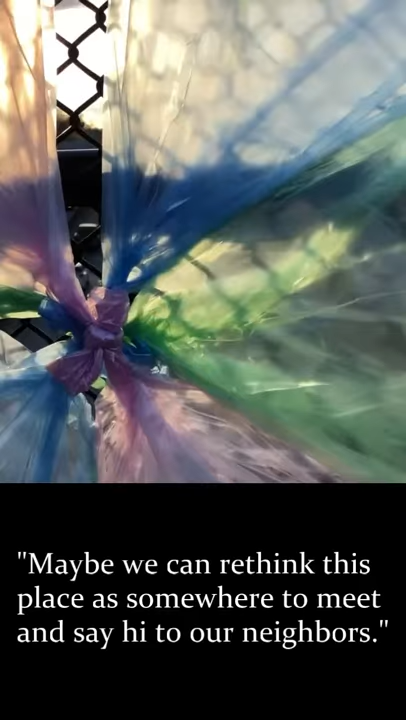 "Maybe we can rethink this
place as somewhere to meet
and say hi to our neighbors."